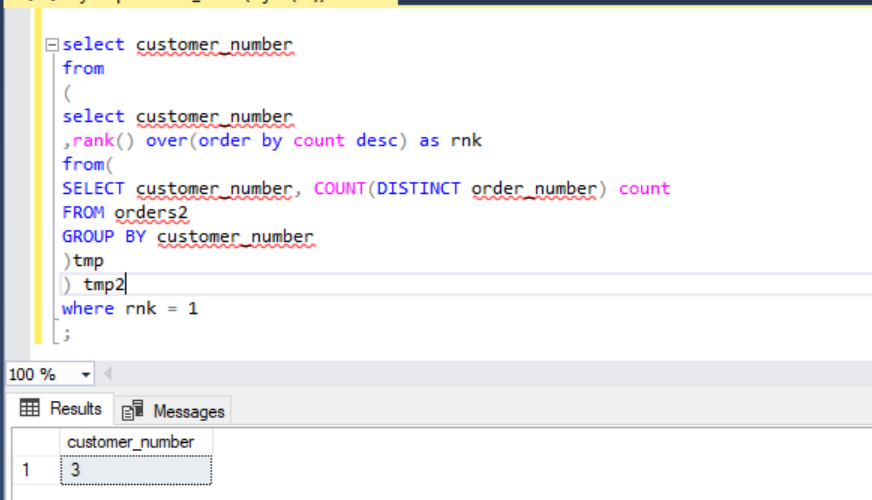 select customer_number
from
(
select customer_number
,rank() over(order by count desc) as rnk
from(
SELECT customer_number, COUNT(DISTINCT order_number) count
FROM orders2
GROUP BY customer_number
)tmp
) tmp2
where rnk = 1
;
100 %
Results Messages
customer_number
1 3